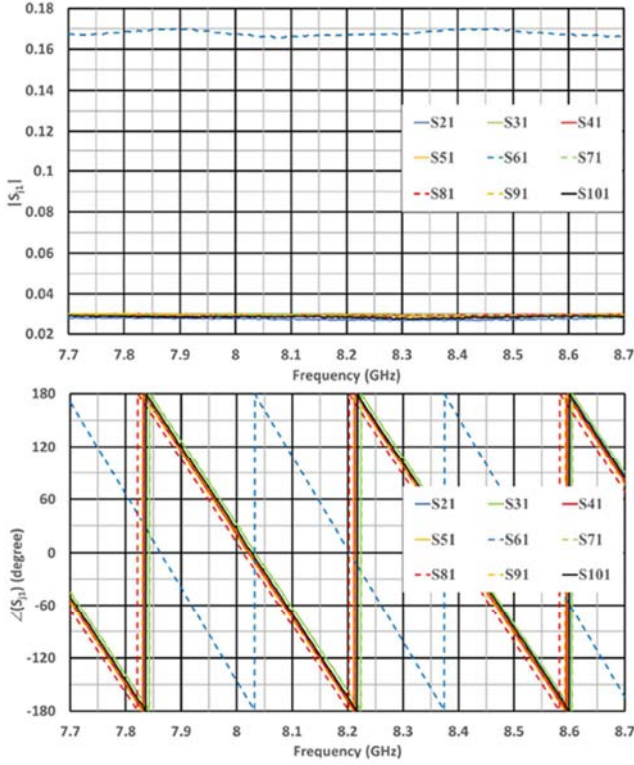 0.18
0.16
0.14
0.12
0.1
0.08
0.06
0.04
0.02
|Sj1|
S21 S31 S41
S51 S61 S71
S81 S91 S101
7.7 7.8 7.9 8 8.1 8.2 8.3 8.4 8.5 8.6 8.7
Frequency (GHz)
180
120
60
0
-60
-120
-180
∠(Sj1) (degree)
S21 S31 S41
S51 S61 S71
S81 S91 S101
7.7 7.8 7.9 8 8.1 8.2 8.3 8.4 8.5 8.6 8.7
Frequency (GHz)